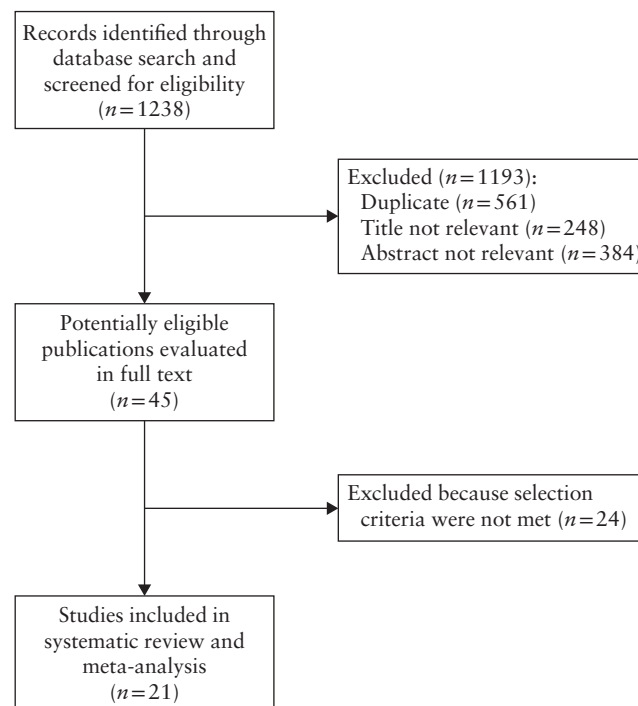 Records identified through
database search and
screened for eligibility
(n=1238)
Excluded (n=1193):
Duplicate (n=561)
Title not relevant (n=248)
Abstract not relevant (n=384)
Potentially eligible
publications evaluated
in full text
(n=45)
Excluded because selection
criteria were not met (n=24)
Studies included in
systematic review and
meta-analysis
(n=21)